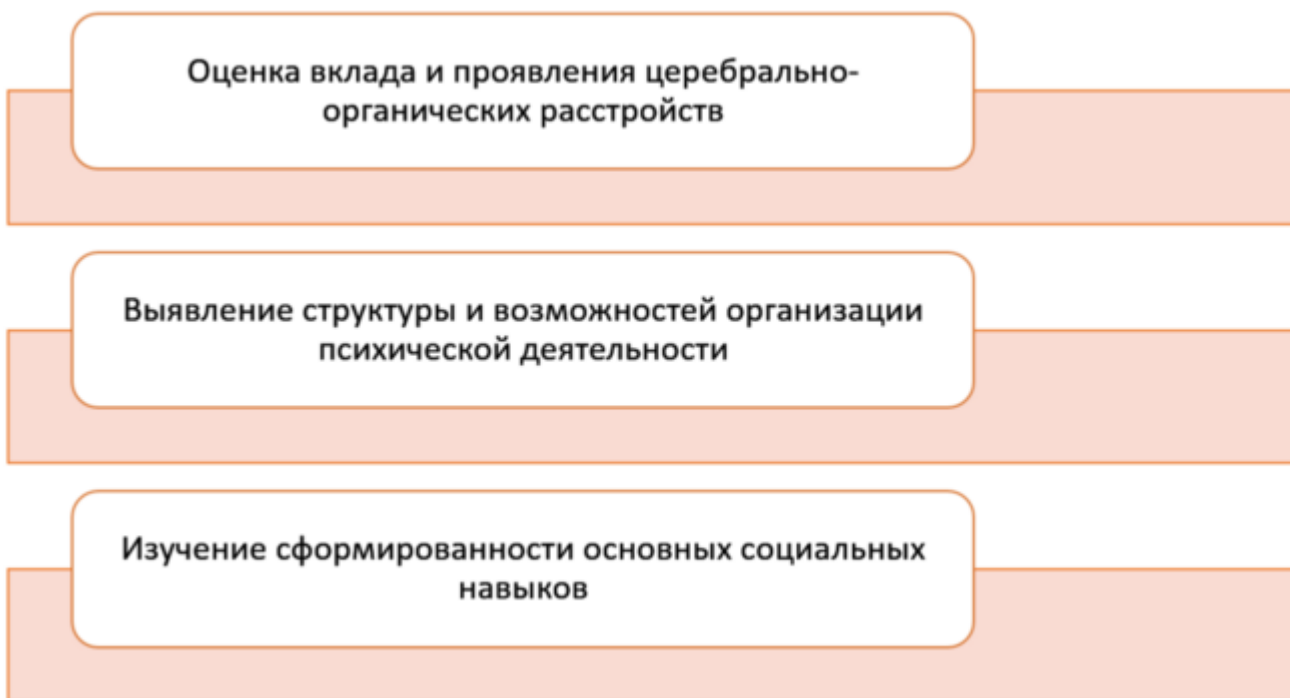 Оценка вклада и проявления церебрально-
органических расстройств
Выявление структуры и возможностей организации
психической деятельности
Изучение сформированности основных социальных
навыков